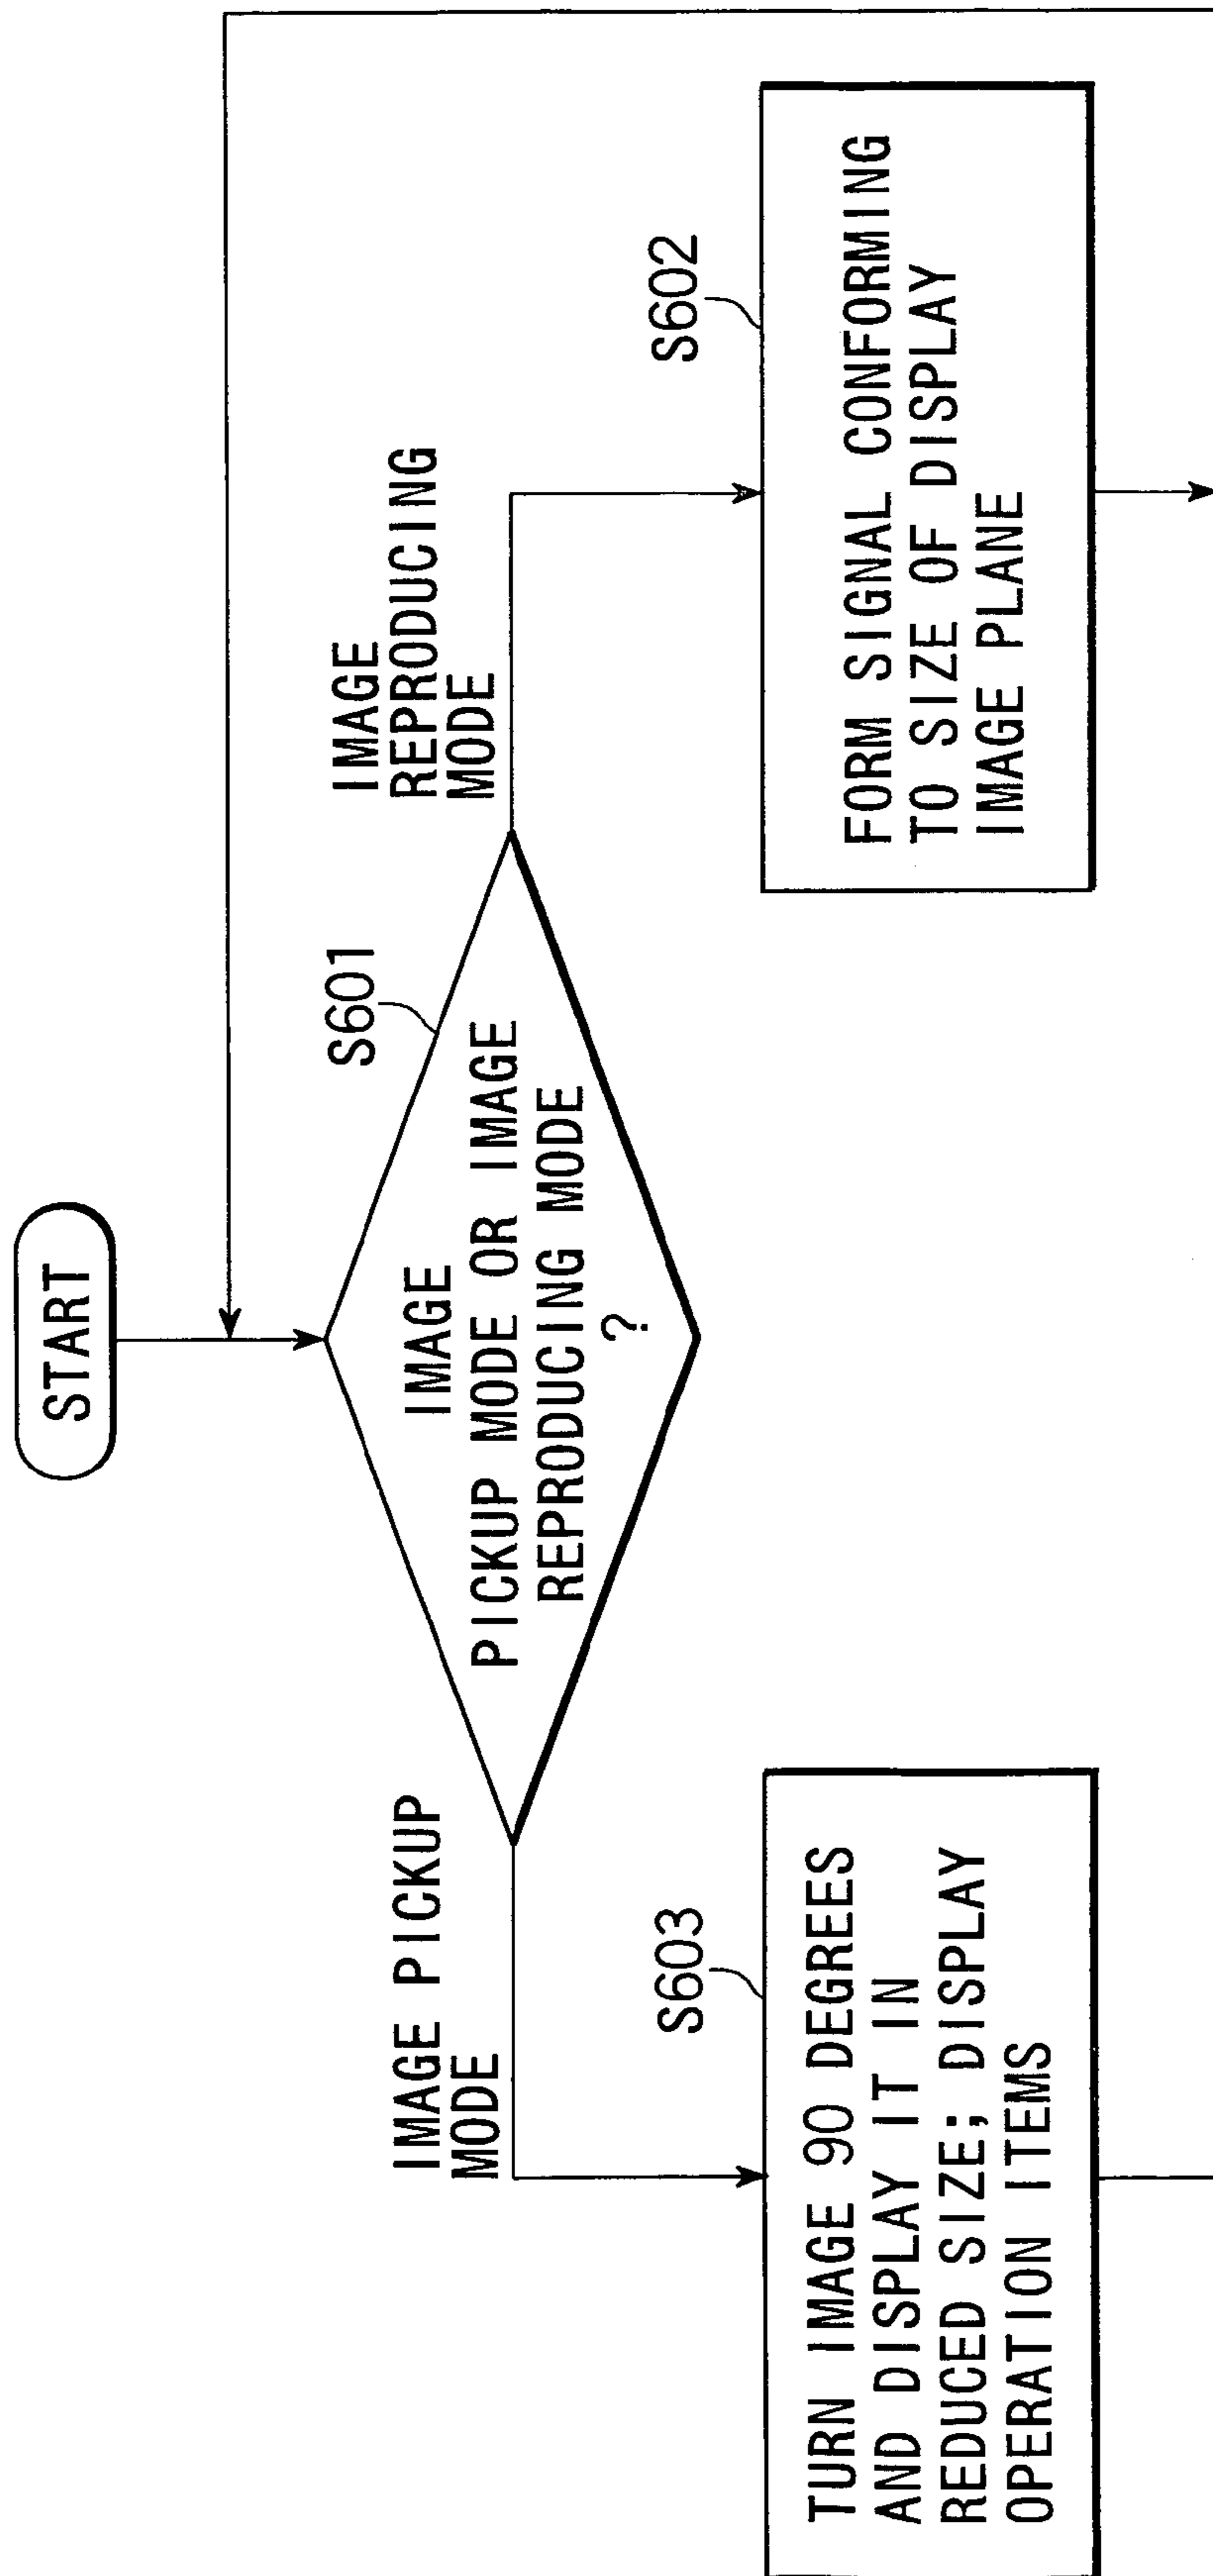 START
S601
IMAGE
PICKUP MODE OR IMAGE
REPRODUCING MODE
?
IMAGE PICKUP
MODE
IMAGE
REPRODUCING
MODE
S603
TURN IMAGE 90 DEGREES
AND DISPLAY IT IN
REDUCED SIZE; DISPLAY
OPERATION ITEMS
S602
FORM SIGNAL CONFORMING
TO SIZE OF DISPLAY
IMAGE PLANE